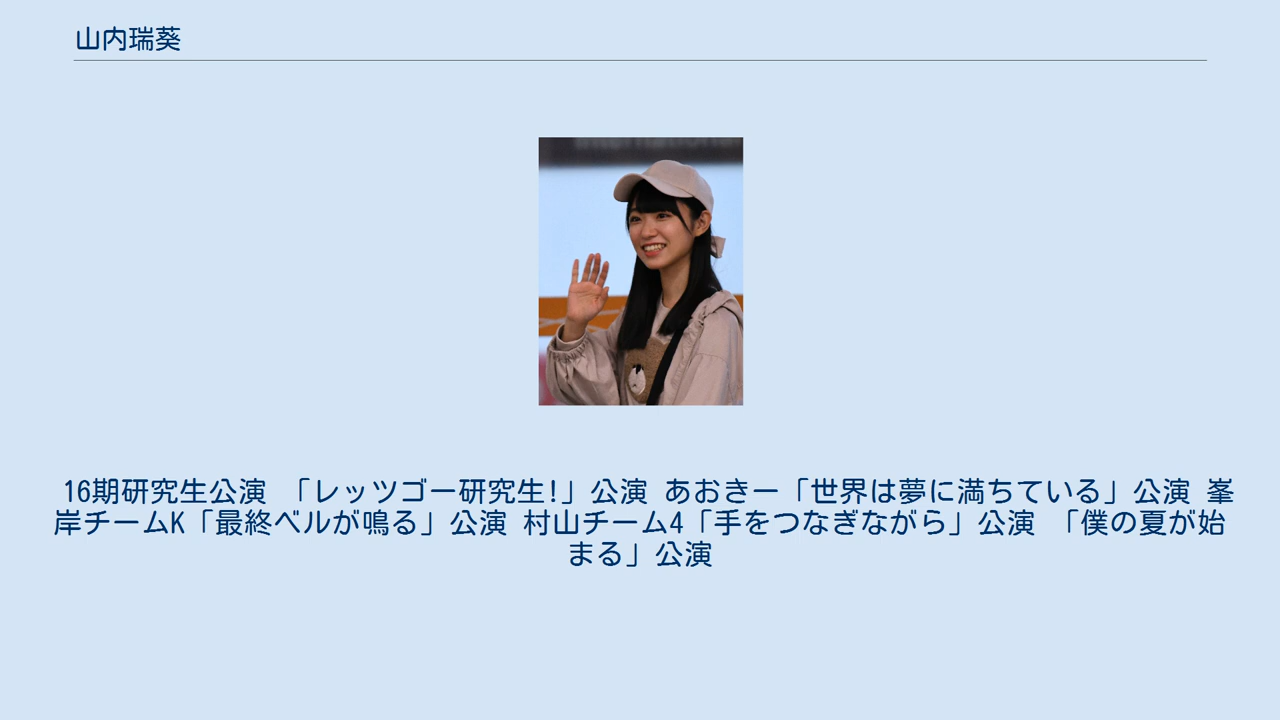 山内瑞葵
16期研究生公演 「レッツゴー研究生!」公演 あおきー「世界は夢に満ちている」公演 峯
岸チームK「最終ベルが鳴る」公演 村山チーム4「手をつなぎながら」公演 「僕の夏が始
まる」公演